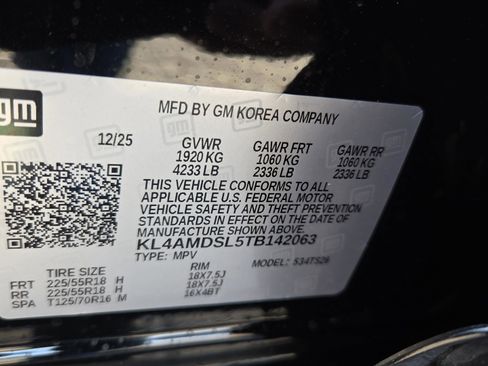 gm
MFD BY GM KOREA COMPANY
12/25 GVWR GAWR FRT GAWR RR
1920 KG 1060 KG 1060 KG
4233 LB 2336 LB 2336 LB
THIS VEHICLE CONFORMS TO ALL
APPLICABLE U.S. FEDERAL MOTOR
VEHICLE SAFETY AND THEFT PREVENTION
STANDARDS IN EFFECT ON THE DATE OF
MANUFACTURE SHOWN ABOVE.
KL4AMDSL5TB142063
TYPE: MPV MODEL: 534TS26
TIRE SIZE RIM
FRT 225/55R18 H 18X7.5J
RR 225/55R18 H 18X7.5J
SPA T125/70R16 M 16X4BT